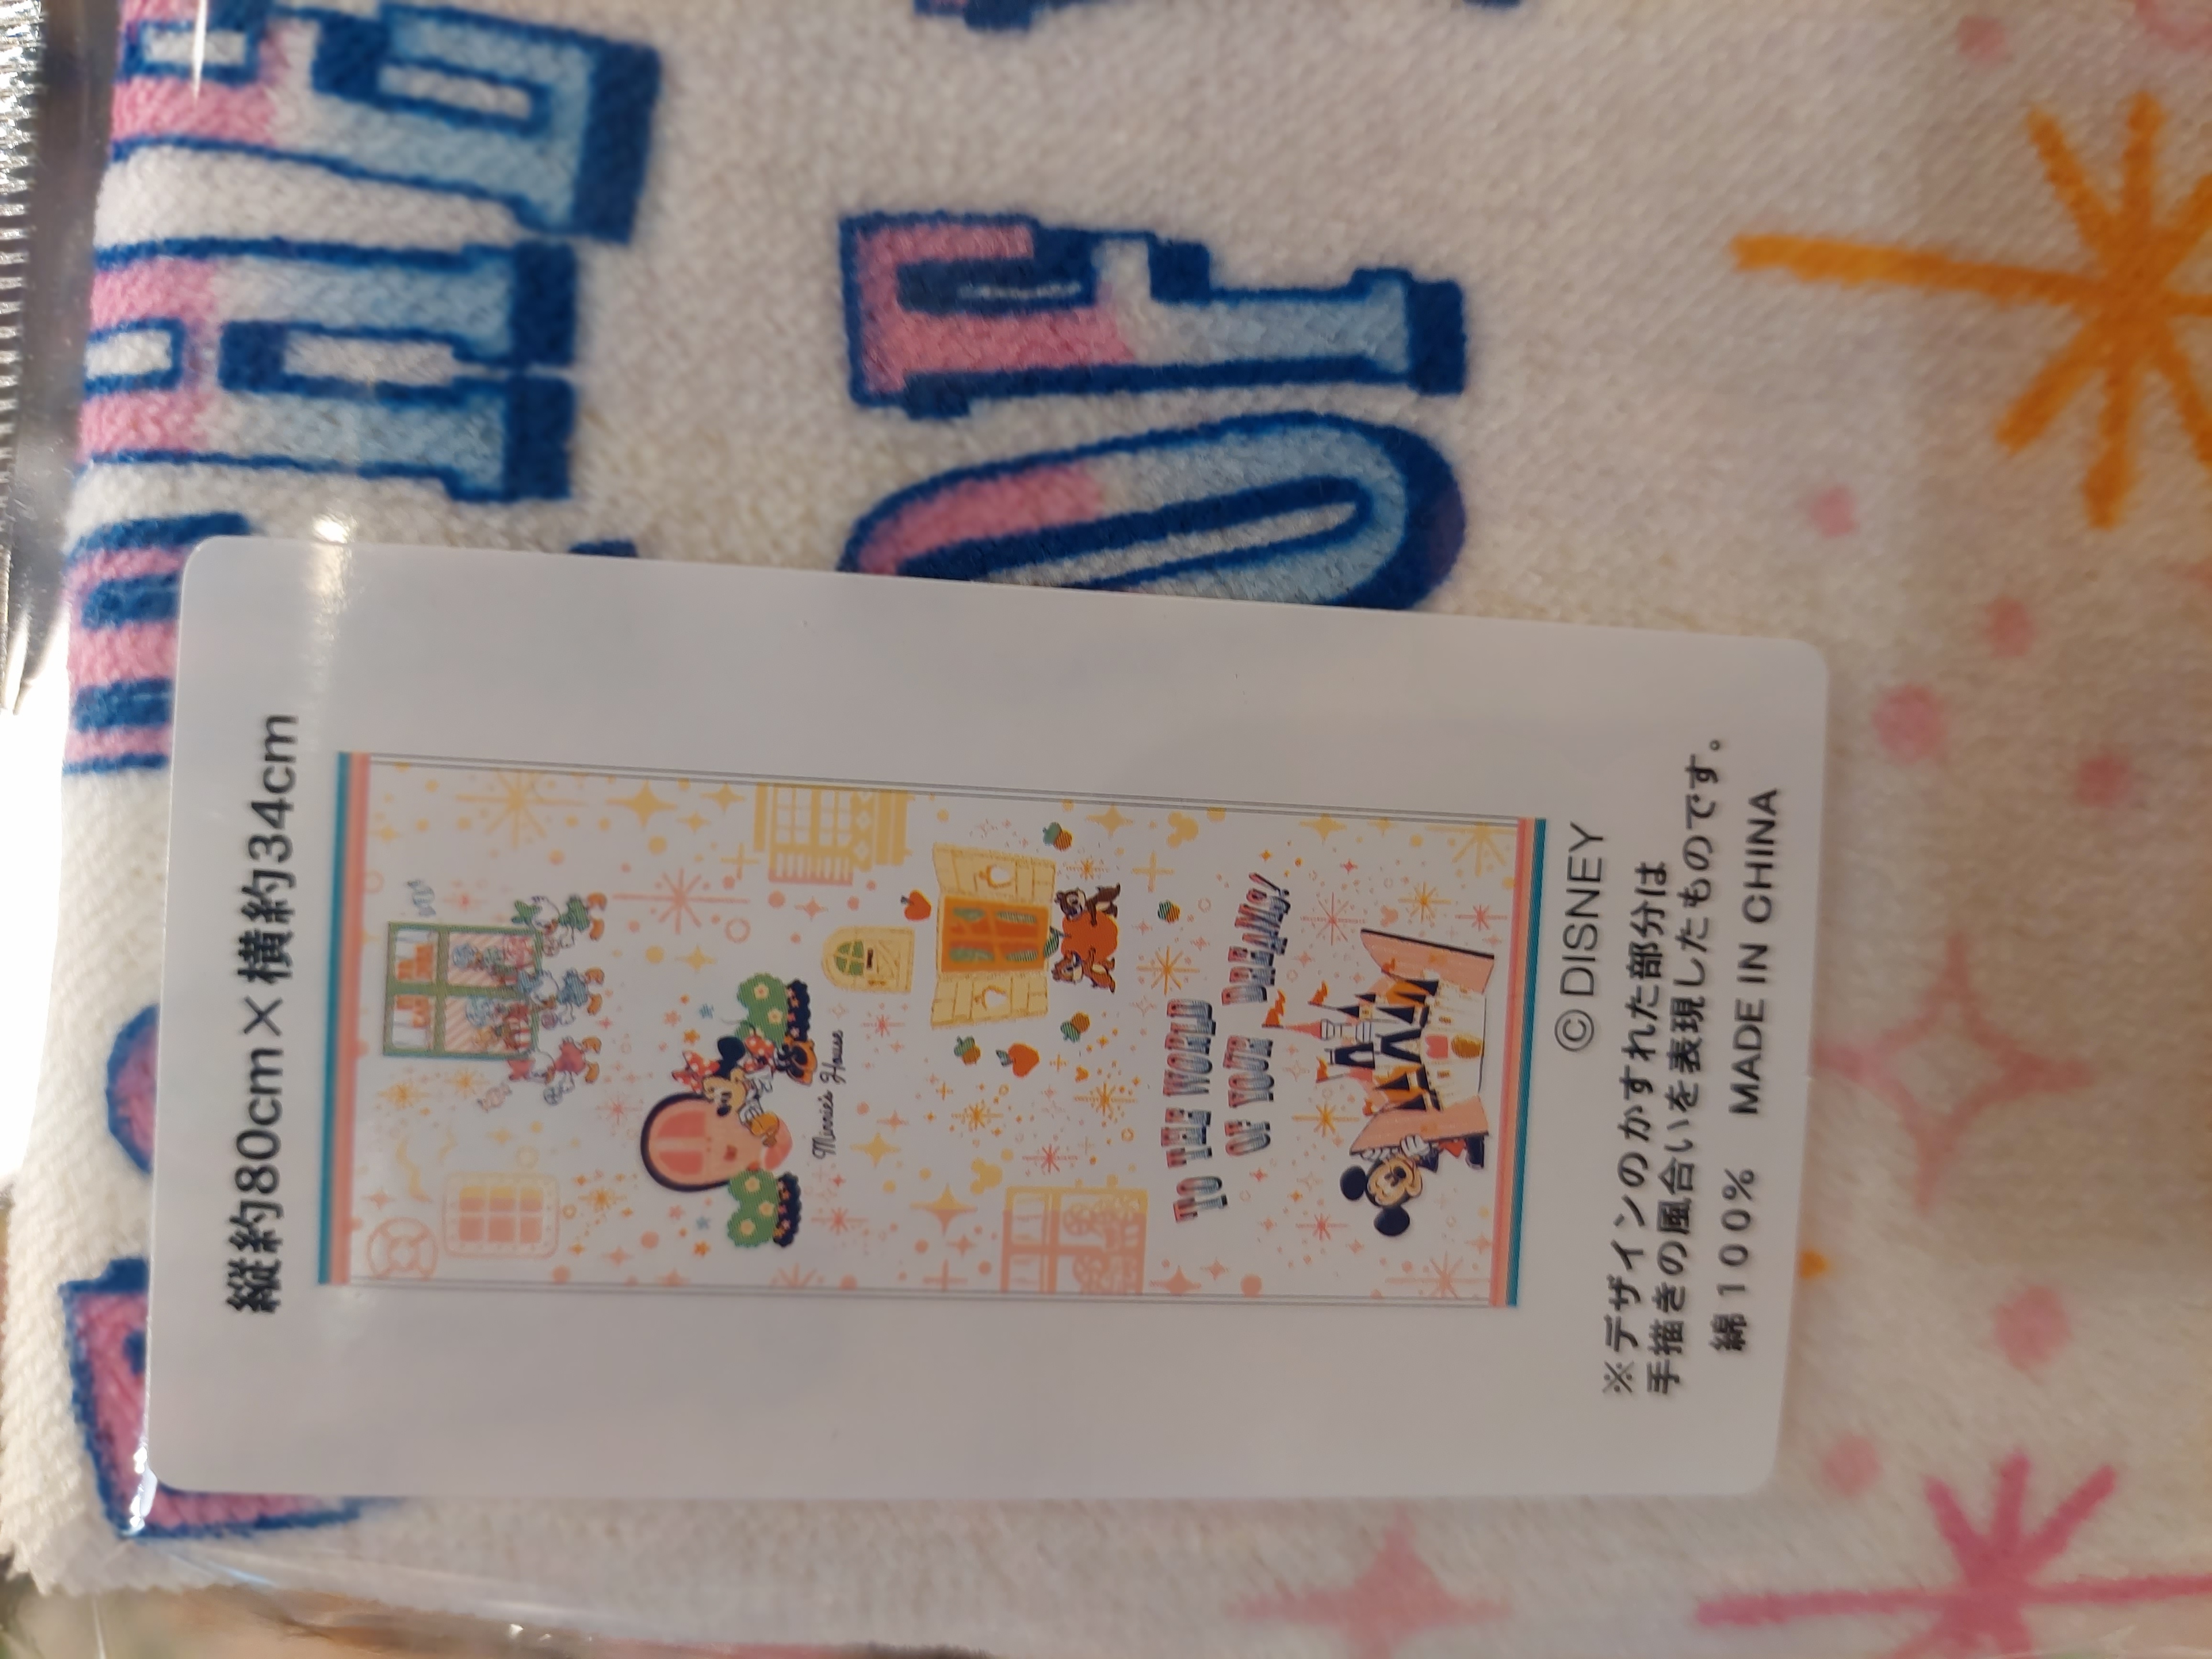 縦約80cm×横約34cm
Minnie's House
TO THE WORLD
OF YOUR DREAMS!
© DISNEY
※デザインのかすれた部分は
手描きの風合いを表現したものです。
綿100% MADE IN CHINA
OF